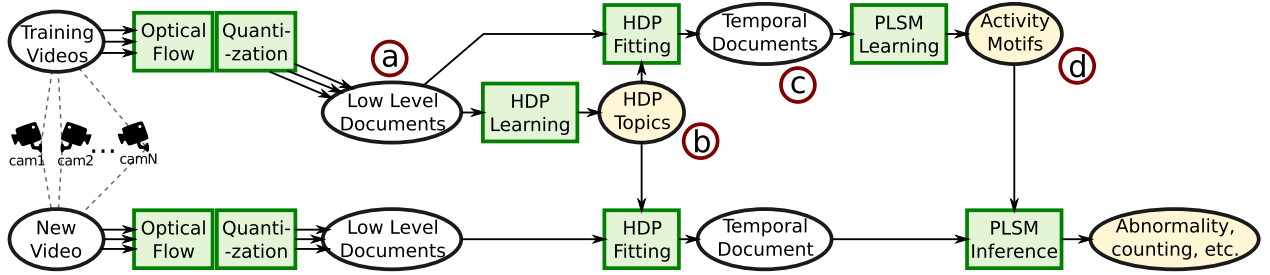 Training
Videos
Optical
Flow
Quanti-
-zation
a
Low Level
Documents
HDP
Learning
HDP
Topics
b
HDP
Fitting
Temporal
Documents
c
PLSM
Learning
Activity
Motifs
d
cam1
cam2
...
camN
New
Video
Optical
Flow
Quanti-
-zation
Low Level
Documents
HDP
Fitting
Temporal
Document
PLSM
Inference
Abnormality,
counting, etc.